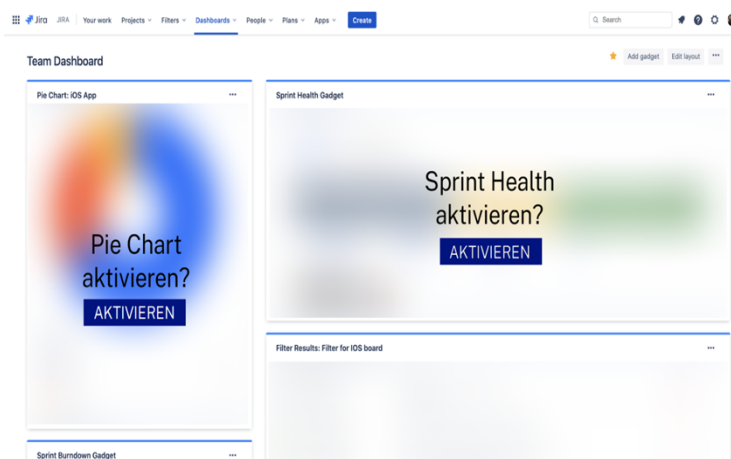 Jira JIRA Your work Projects Filters Dashboards People Plans Apps Create Search
Team Dashboard
Add gadget Edit layout
Pie Chart: iOS App
Pie Chart
aktivieren?
AKTIVIEREN
Sprint Health Gadget
Sprint Health
aktivieren?
AKTIVIEREN
Filter Results: Filter for IOS board
Sprint Burndown Gadget